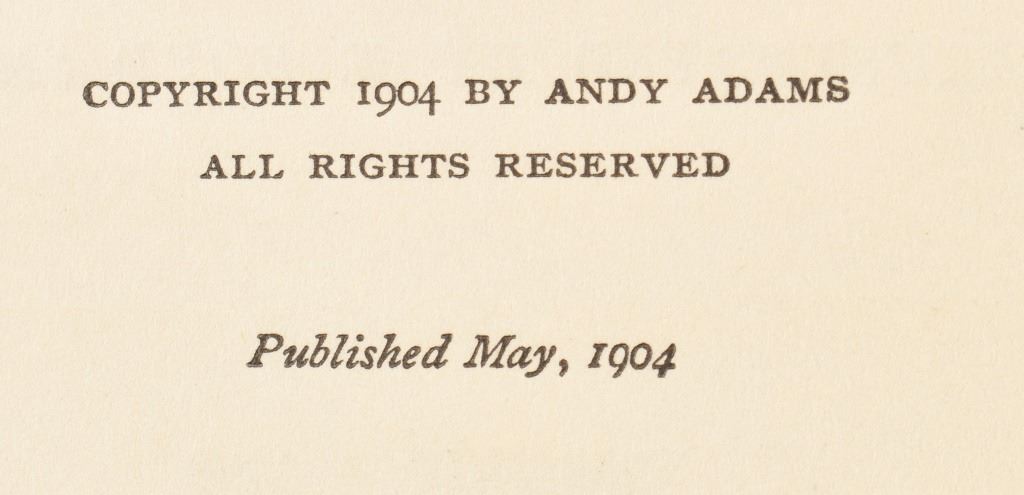 COPYRIGHT 1904 BY ANDY ADAMS
ALL RIGHTS RESERVED
Published May, 1904